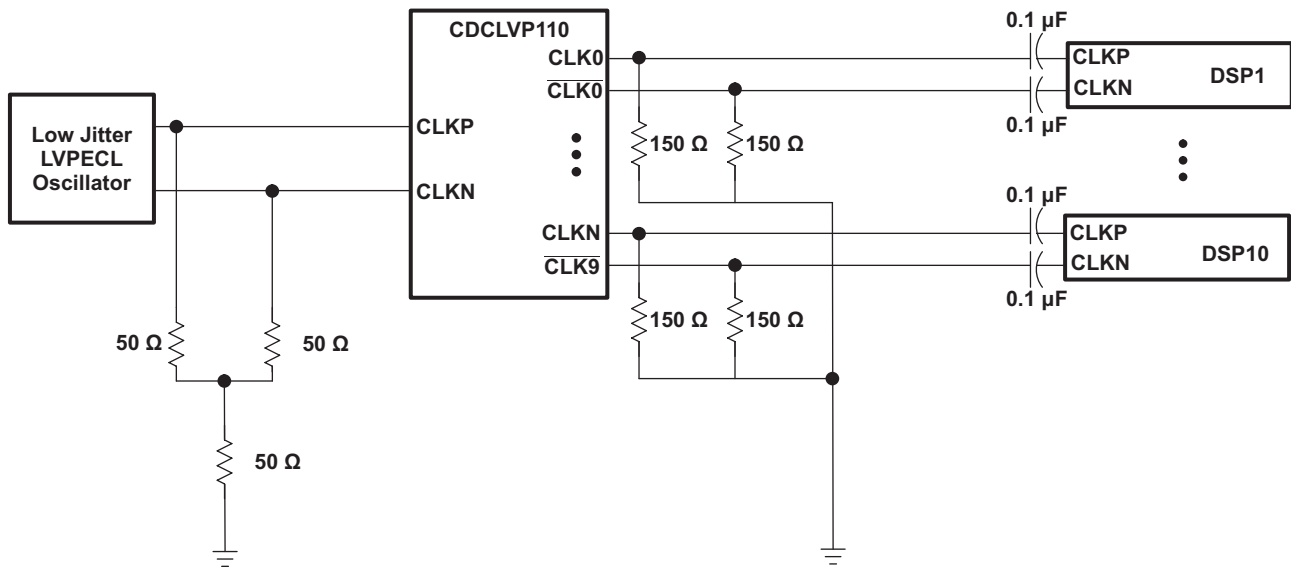 CDCLVP110
CLK0
CLK0
CLKP
CLKN
CLKN
CLK9
Low Jitter
LVPECL
Oscillator
50 Ω
50 Ω
50 Ω
150 Ω
150 Ω
150 Ω
150 Ω
0.1 µF
CLKP
CLKN
DSP1
0.1 µF
0.1 µF
CLKP
CLKN
DSP10
0.1 µF